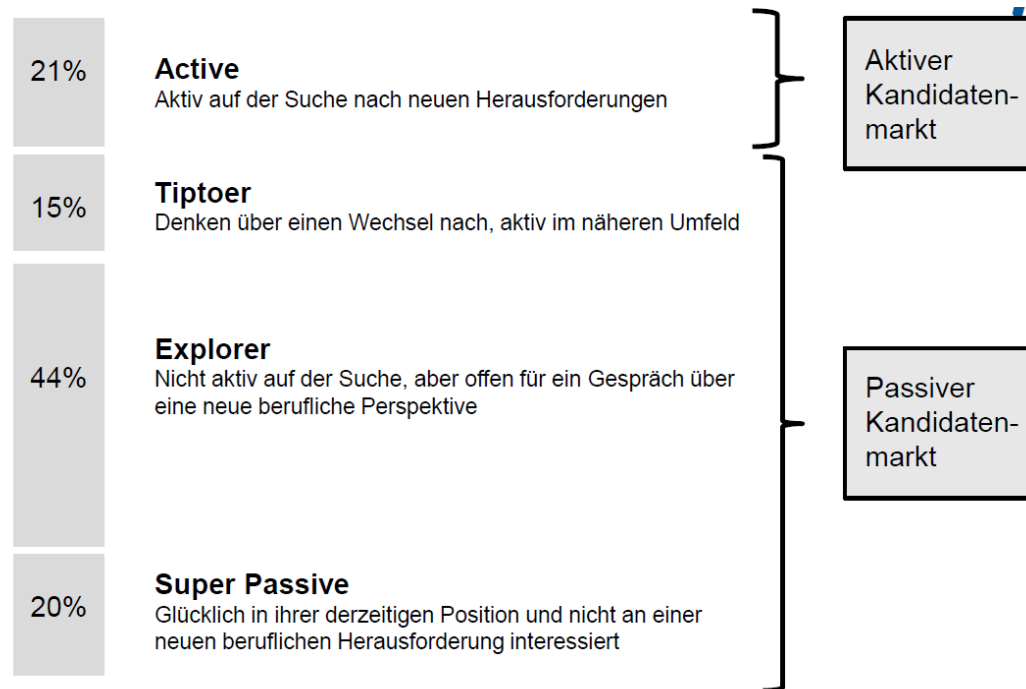 21%
Active
Aktiv auf der Suche nach neuen Herausforderungen
Aktiver
Kandidaten-
markt
15%
Tiptoer
Denken über einen Wechsel nach, aktiv im näheren Umfeld
44%
Explorer
Nicht aktiv auf der Suche, aber offen für ein Gespräch über
eine neue berufliche Perspektive
Passiver
Kandidaten-
markt
20%
Super Passive
Glücklich in ihrer derzeitigen Position und nicht an einer
neuen beruflichen Herausforderung interessiert